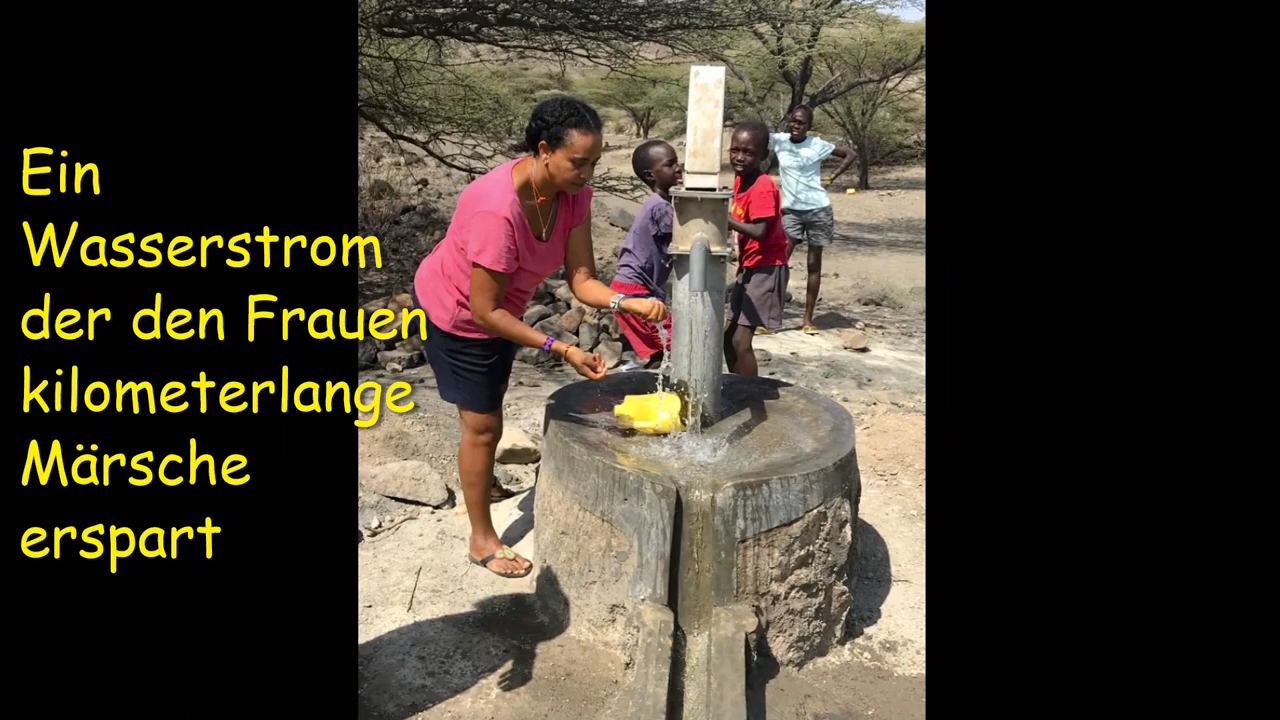 Ein
Wasserstrom
der den Frauen
kilometerlange
Märsche
erspart